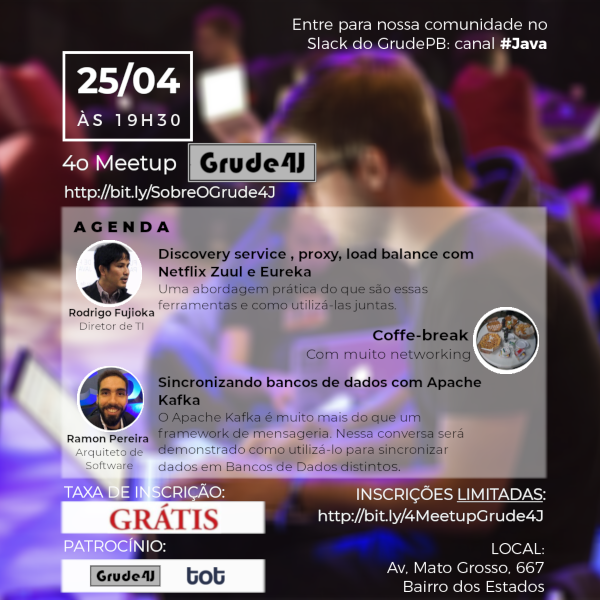 Entre para nossa comunidade no
Slack do GrudePB: canal #Java
25/04
ÀS 19H30
4o Meetup Grude4J
http://bit.ly/SobreOGrude4J
AGENDA
Discovery service , proxy, load balance com
Netflix Zuul e Eureka
Uma abordagem prática do que são essas
ferramentas e como utilizá-las juntas.
Rodrigo Fujioka
Diretor de TI
Coffe-break
Com muito networking
Sincronizando bancos de dados com Apache
Kafka
O Apache Kafka é muito mais do que um
framework de mensageria. Nessa conversa será
demonstrado como utilizá-lo para sincronizar
dados em Bancos de Dados distintos.
Ramon Pereira
Arquiteto de
Software
TAXA DE INSCRIÇÃO:
GRÁTIS
INSCRIÇÕES LIMITADAS:
http://bit.ly/4MeetupGrude4J
PATROCÍNIO:
Grude4J tot
LOCAL:
Av, Mato Grosso, 667
Bairro dos Estados